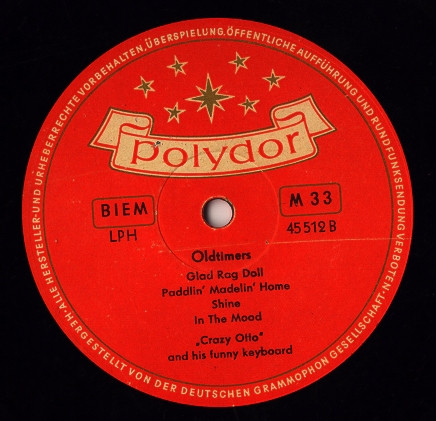 ALLE HERSTELLER- UND URHEBERRECHTE VORBEHALTEN, ÜBERSPIELUNG, ÖFFENTLICHE AUFFÜHRUNG UND RUNDFUNKSENDUNG VERBOTEN·
polydor
BIEM
M 33
LPH
45512 B
Oldtimers
Glad Rag Doll
Paddlin' Madelin' Home
Shine
In The Mood
„Crazy Otto"
and his funny keyboard
HERGESTELLT VON DER DEUTSCHEN GRAMMOPHON GESELLSCHAFT·